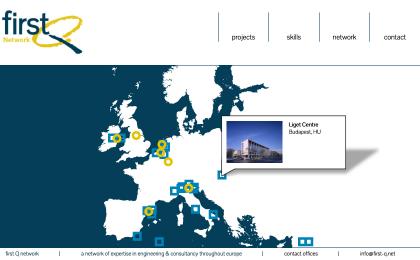 first
Network
projects
skills
network
contact
Liget Centre
Budapest, HU
first Q network
a network of expertise in engineering & consultancy throughout europe
contact offices
info@first-q.net